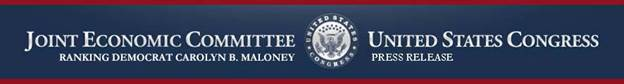 JOINT ECONOMIC COMMITTEE
RANKING DEMOCRAT CAROLYN B. MALONEY
UNITED STATES CONGRESS
UNITED STATES CONGRESS
PRESS RELEASE